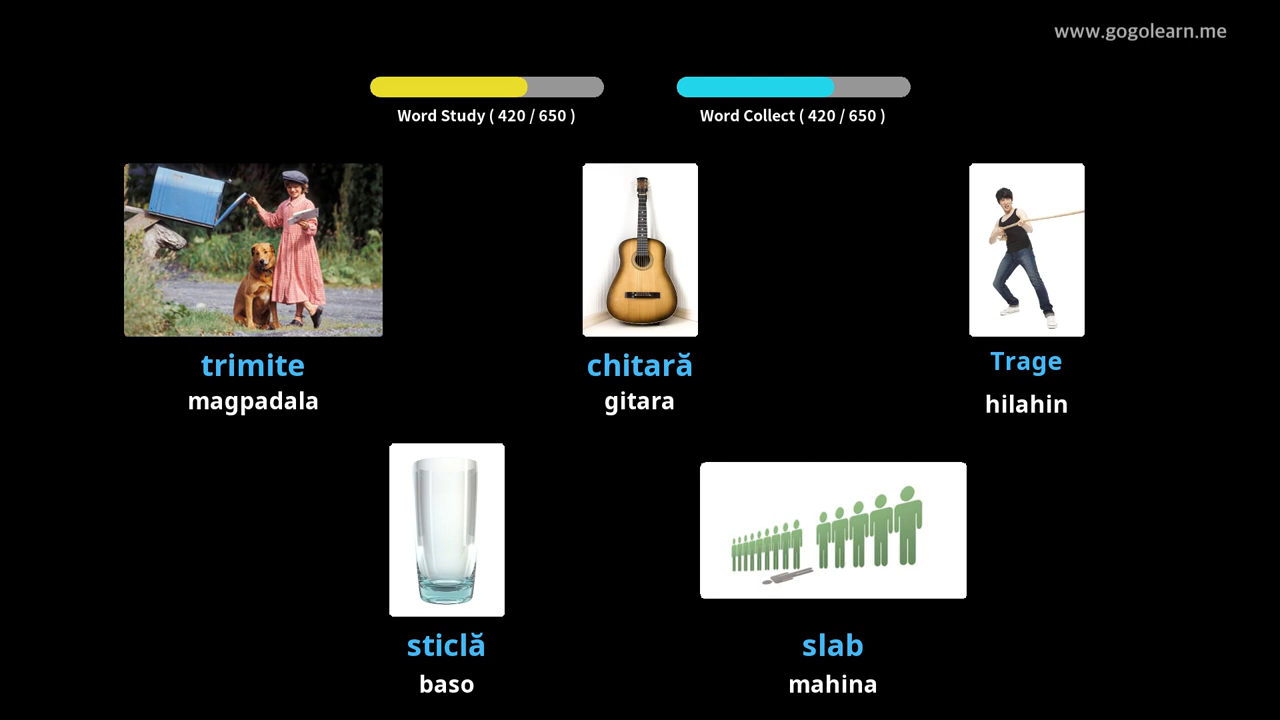 www.gogolearn.me
Word Study ( 420 / 650 )
Word Collect ( 420 / 650 )
trimite
magpadala
chitară
gitara
Trage
hilahin
sticlă
baso
slab
mahina